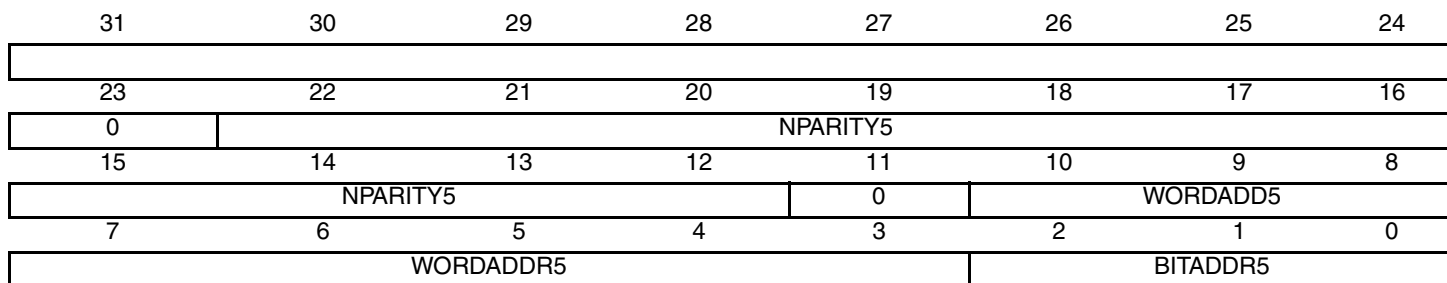 31 30 29 28 27 26 25 24
23 22 21 20 19 18 17 16
0 NPARITY5
15 14 13 12 11 10 9 8
NPARITY5 0 WORDADD5
7 6 5 4 3 2 1 0
WORDADDR5 BITADDR5